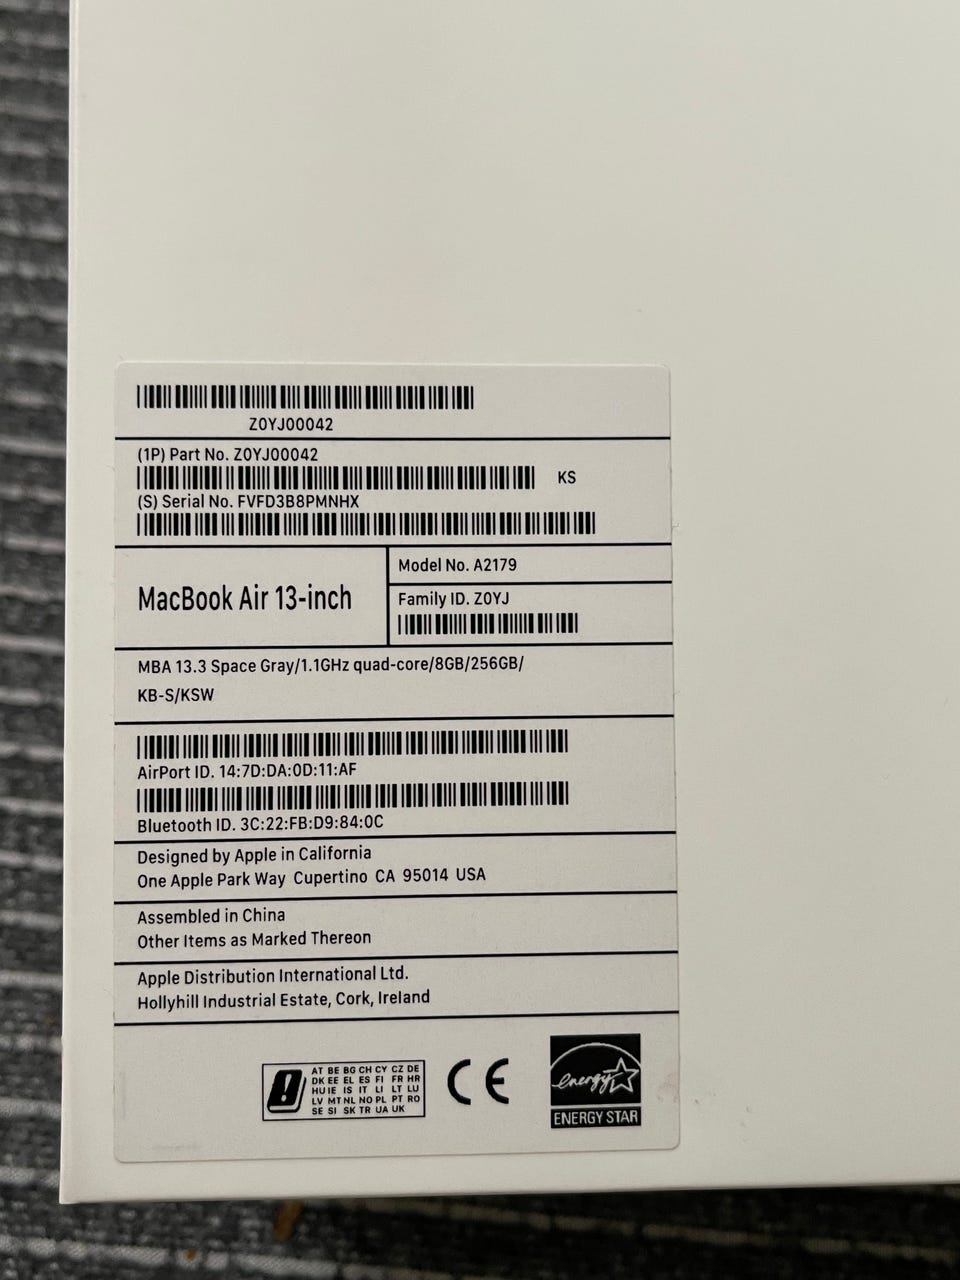 Z0YJ00042
(1P) Part No. Z0YJ00042
KS
(S) Serial No. FVFD3B8PMNHX
MacBook Air 13-inch
Model No. A2179
Family ID. Z0YJ
MBA 13.3 Space Gray/1.1GHz quad-core/8GB/256GB/
KB-S/KSW
AirPort ID. 14:7D:DA:0D:11:AF
Bluetooth ID. 3C:22:FB:D9:84:0C
Designed by Apple in California
One Apple Park Way Cupertino CA 95014 USA
Assembled in China
Other Items as Marked Thereon
Apple Distribution International Ltd.
Hollyhill Industrial Estate, Cork, Ireland
AT BE BG CH CY CZ DE
DK EE EL ES FI FR HR
HU IE IS IT LI LT LU
LV MT NL NO PL PT RO
SE SI SK TR UA UK
CE
energy
ENERGY STAR